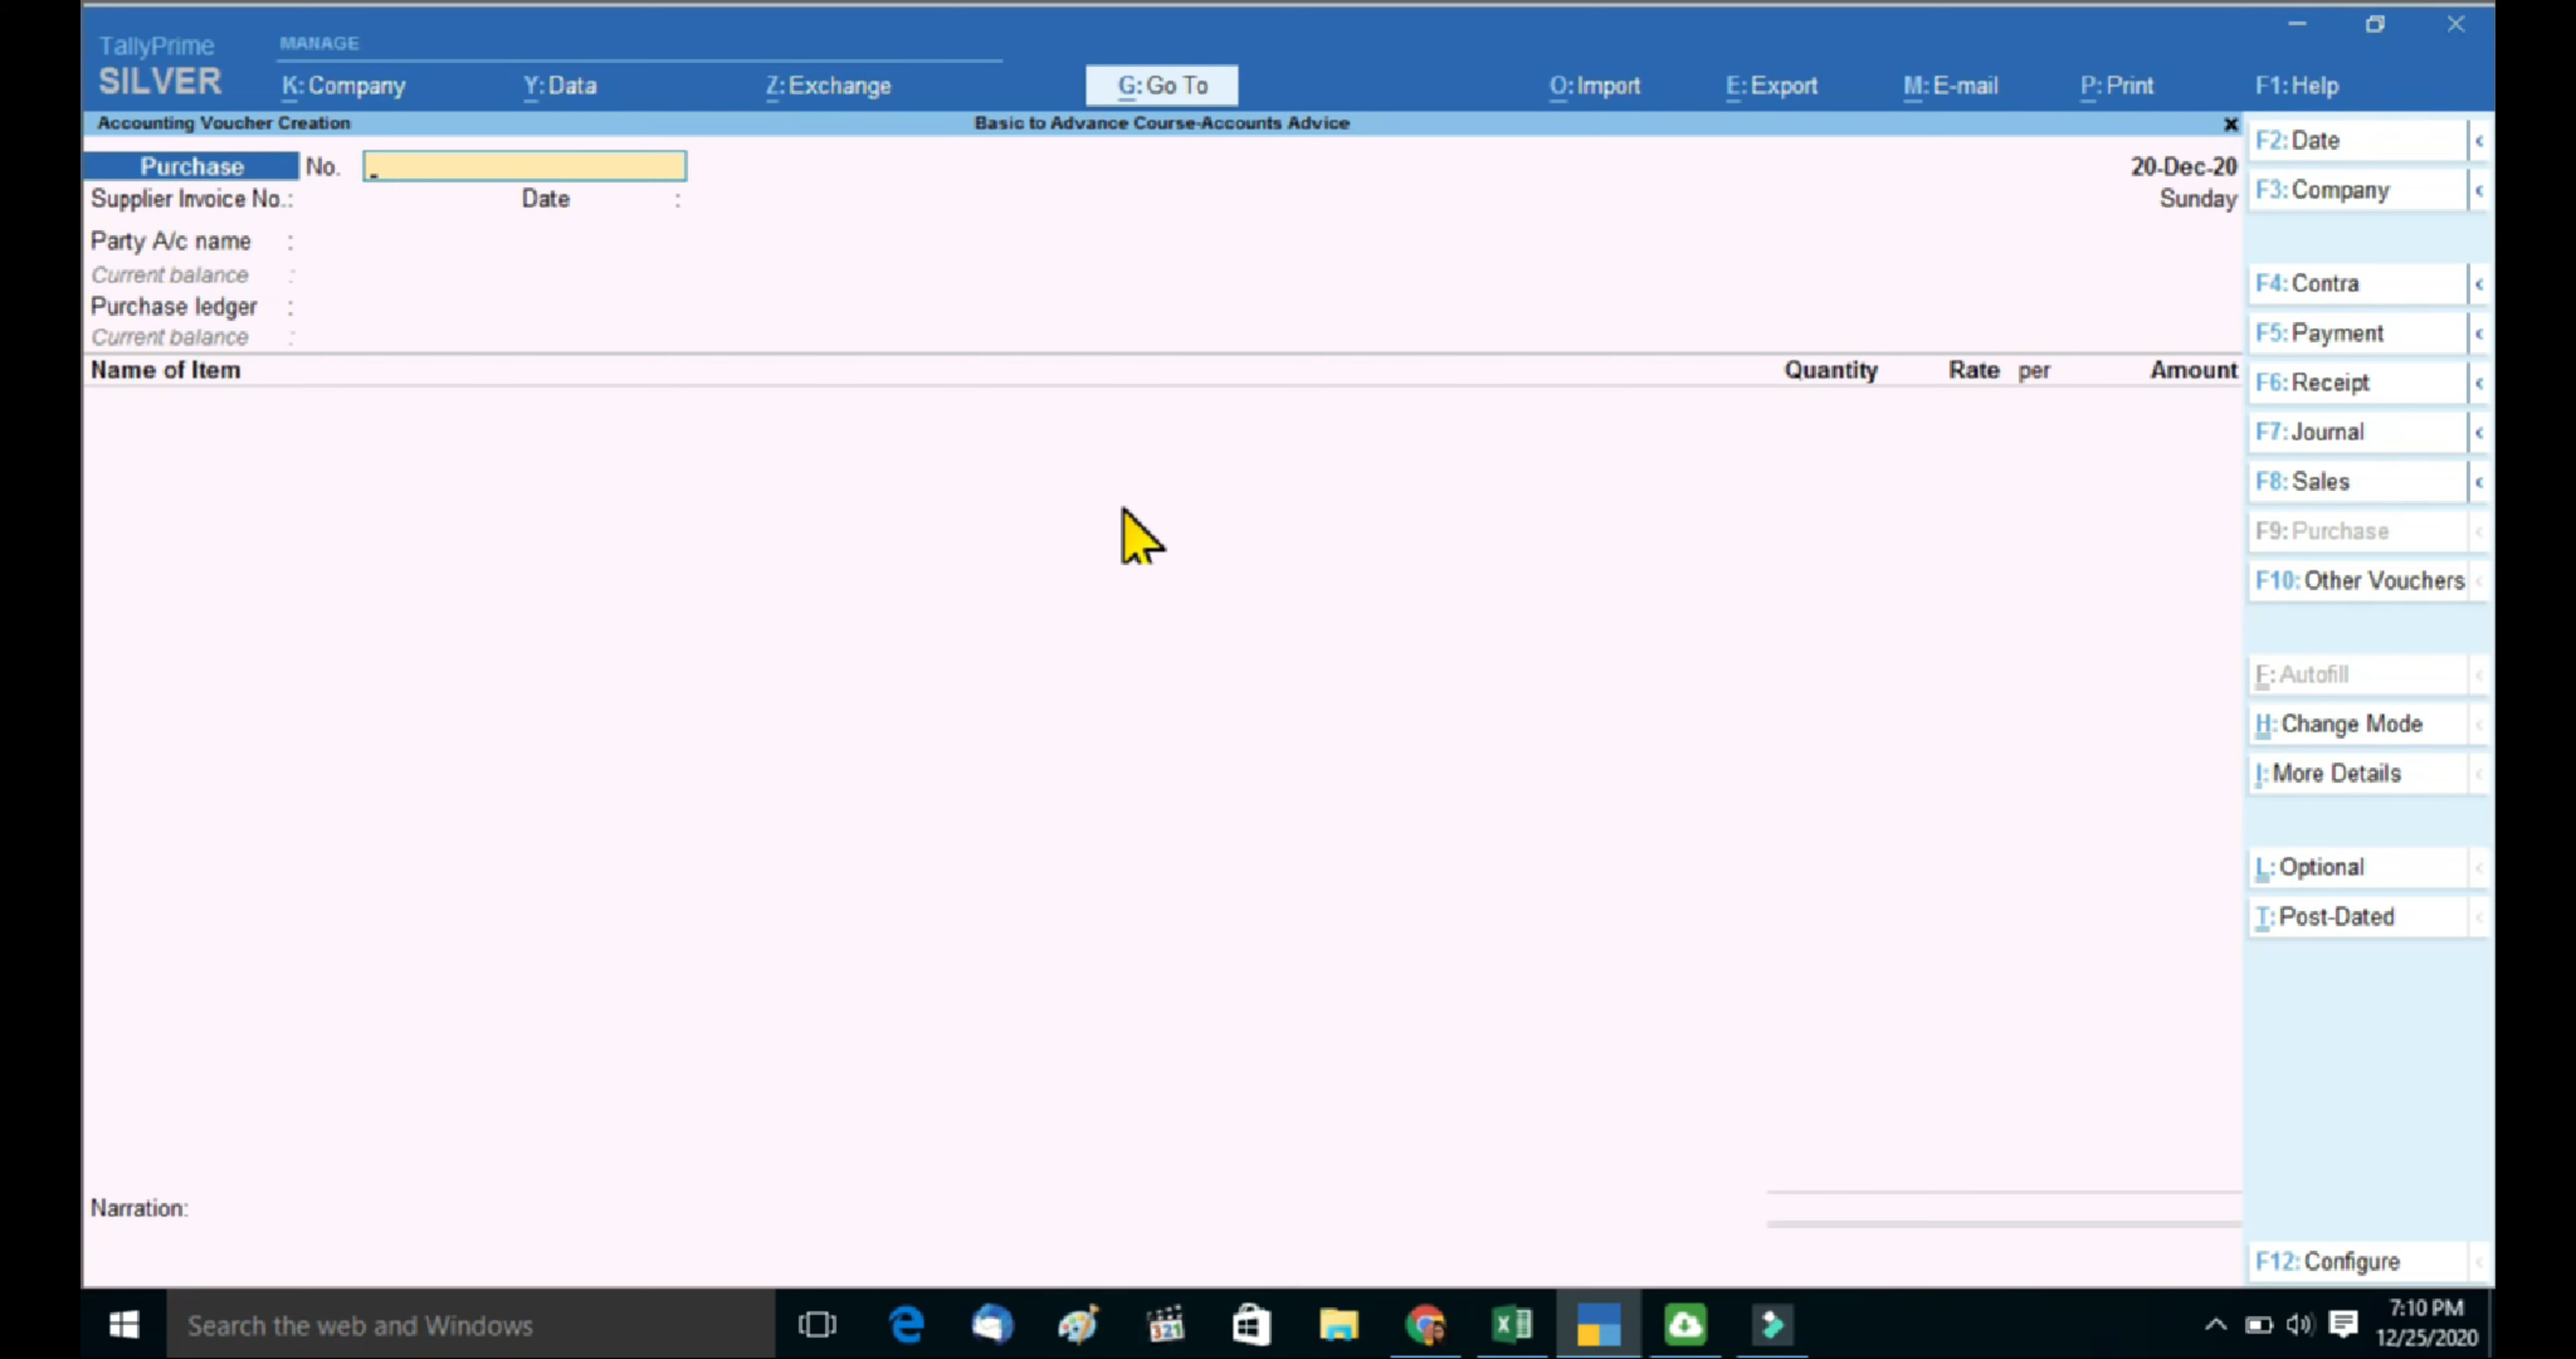 TallyPrime
SILVER
MANAGE
K: Company
Y: Data
Z: Exchange
G: Go To
O: Import
E: Export
M: E-mail
P: Print
F1: Help
Accounting Voucher Creation
Basic to Advance Course-Accounts Advice
Purchase No.
20-Dec-20
Supplier Invoice No.: Date :
Sunday
Party A/c name :
Current balance :
Purchase ledger :
Current balance :
Name of Item Quantity Rate per Amount
Narration:
F2: Date
F3: Company
F4: Contra
F5: Payment
F6: Receipt
F7: Journal
F8: Sales
F9: Purchase
F10: Other Vouchers
F: Autofill
H: Change Mode
I: More Details
L: Optional
T: Post-Dated
F12: Configure
Search the web and Windows
321
7:10 PM
12/25/2020